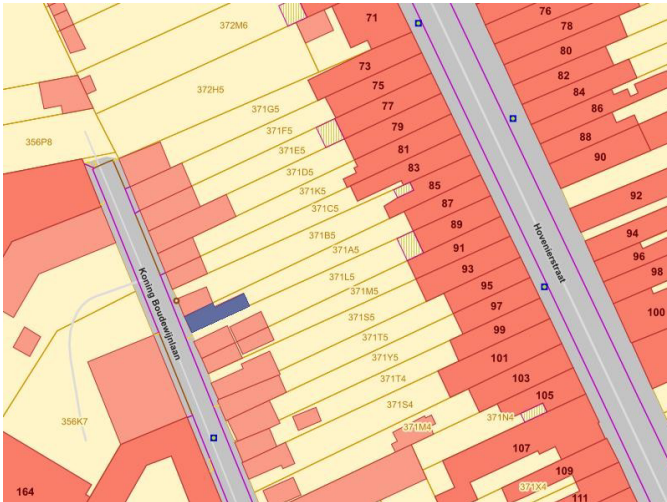 71
76
78
80
82
84
86
88
90
92
94
96
98
100
372M6
372H5
73
75
77
79
81
83
85
87
89
91
93
95
97
99
101
103
105
107
109
111
371G5
371F5
371E5
371D5
371K5
371C5
371B5
371A5
371L5
371M5
371S5
371T5
371Y5
371T4
371S4
371M4
371N4
371X4
356P8
356K7
164
Koning Boudewijnlaan
Hovenierstraat